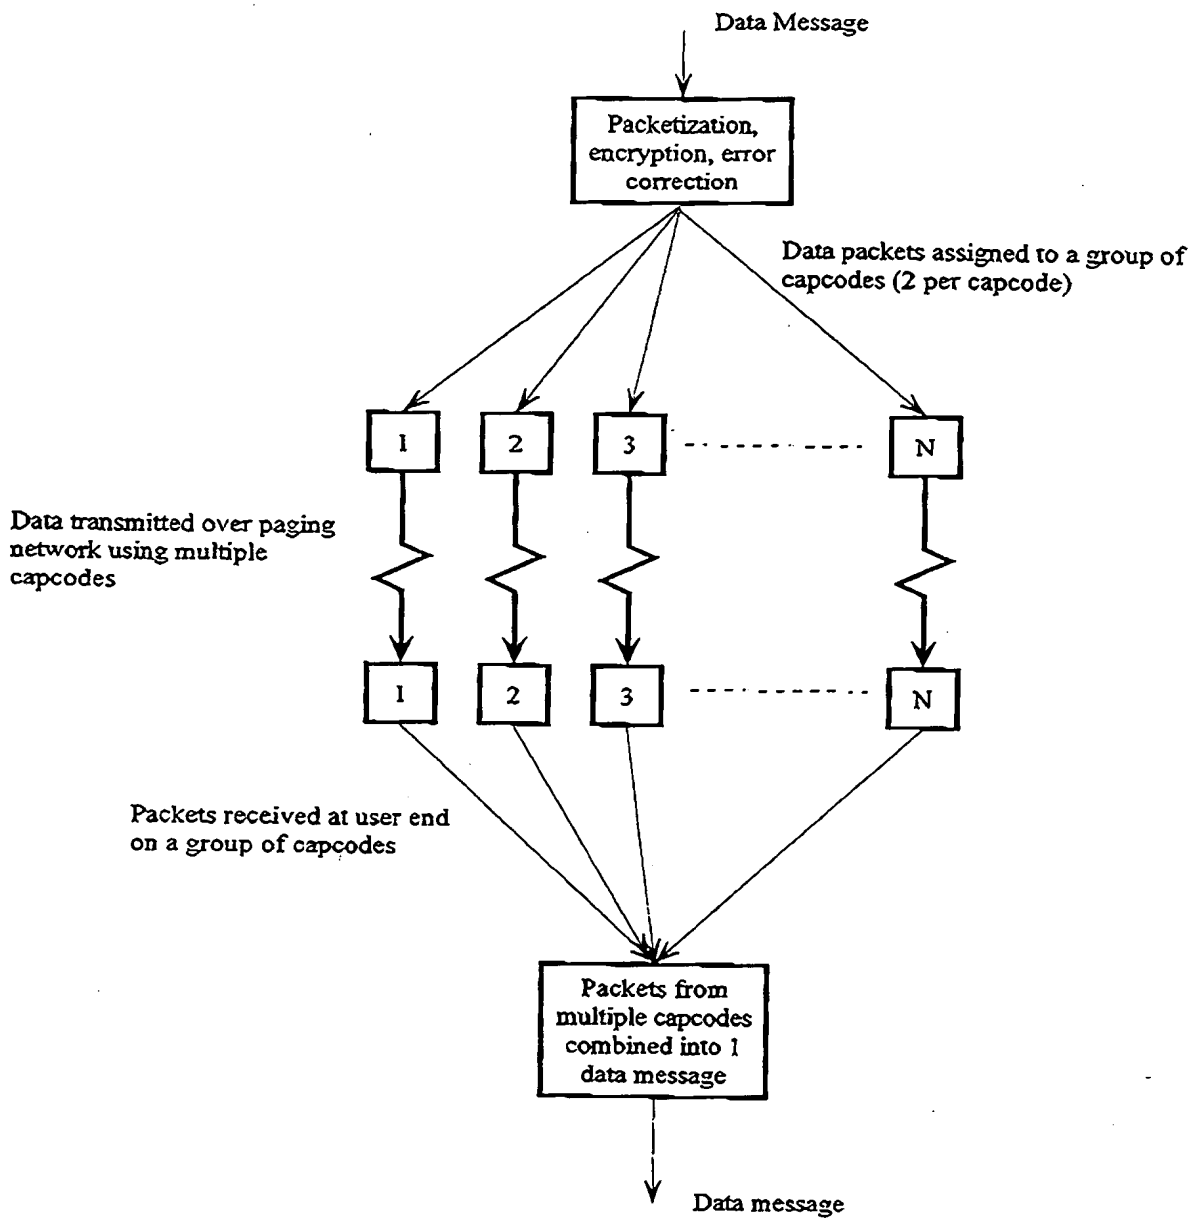 Data Message
Packetization,
encryption, error
correction
Data packets assigned to a group of
capcodes (2 per capcode)
1
2
3
N
Data transmitted over paging
network using multiple
capcodes
1
2
3
N
Packets received at user end
on a group of capcodes
Packets from
multiple capcodes
combined into 1
data message
Data message